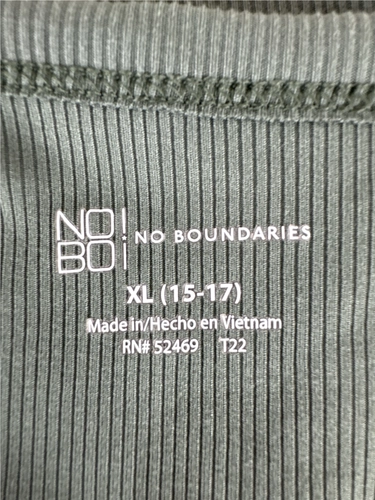 NO! NO BOUNDARIES
BO¡
XL (15-17)
Made in/Hecho en Vietnam
RN# 52469 T22